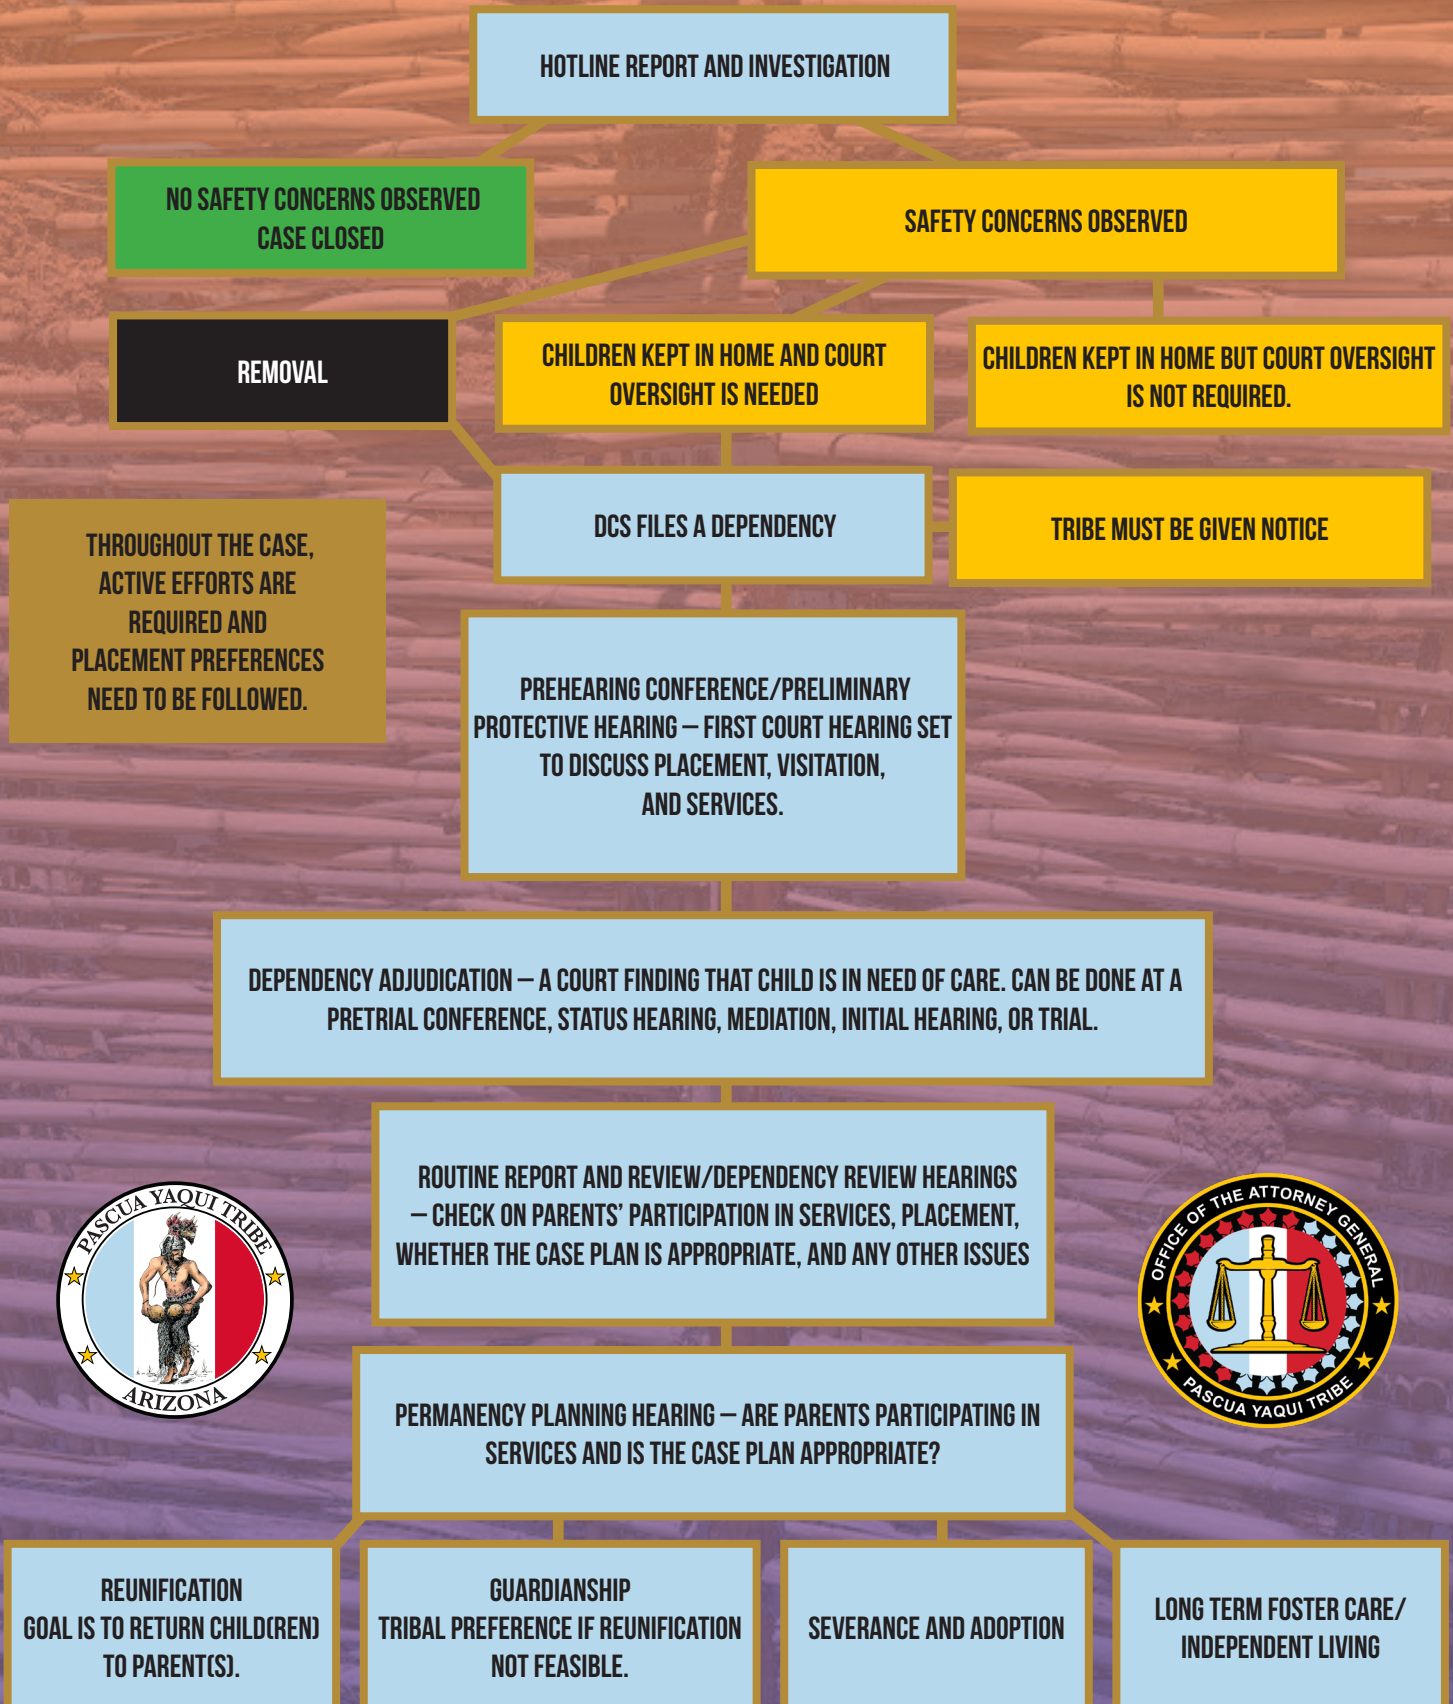 HOTLINE REPORT AND INVESTIGATION
NO SAFETY CONCERNS OBSERVED
CASE CLOSED
SAFETY CONCERNS OBSERVED
REMOVAL
CHILDREN KEPT IN HOME AND COURT
OVERSIGHT IS NEEDED
CHILDREN KEPT IN HOME BUT COURT OVERSIGHT
IS NOT REQUIRED.
DCS FILES A DEPENDENCY
TRIBE MUST BE GIVEN NOTICE
THROUGHOUT THE CASE,
ACTIVE EFFORTS ARE
REQUIRED AND
PLACEMENT PREFERENCES
NEED TO BE FOLLOWED.
PREHEARING CONFERENCE/PRELIMINARY
PROTECTIVE HEARING – FIRST COURT HEARING SET
TO DISCUSS PLACEMENT, VISITATION,
AND SERVICES.
DEPENDENCY ADJUDICATION – A COURT FINDING THAT CHILD IS IN NEED OF CARE. CAN BE DONE AT A
PRETRIAL CONFERENCE, STATUS HEARING, MEDIATION, INITIAL HEARING, OR TRIAL.
ROUTINE REPORT AND REVIEW/DEPENDENCY REVIEW HEARINGS
– CHECK ON PARENTS’ PARTICIPATION IN SERVICES, PLACEMENT,
WHETHER THE CASE PLAN IS APPROPRIATE, AND ANY OTHER ISSUES
PASCUA YAQUI TRIBE
ARIZONA
OFFICE OF THE ATTORNEY GENERAL
PASCUA YAQUI TRIBE
PERMANENCY PLANNING HEARING – ARE PARENTS PARTICIPATING IN
SERVICES AND IS THE CASE PLAN APPROPRIATE?
REUNIFICATION
GOAL IS TO RETURN CHILD(REN)
TO PARENT(S).
GUARDIANSHIP
TRIBAL PREFERENCE IF REUNIFICATION
NOT FEASIBLE.
SEVERANCE AND ADOPTION
LONG TERM FOSTER CARE/
INDEPENDENT LIVING